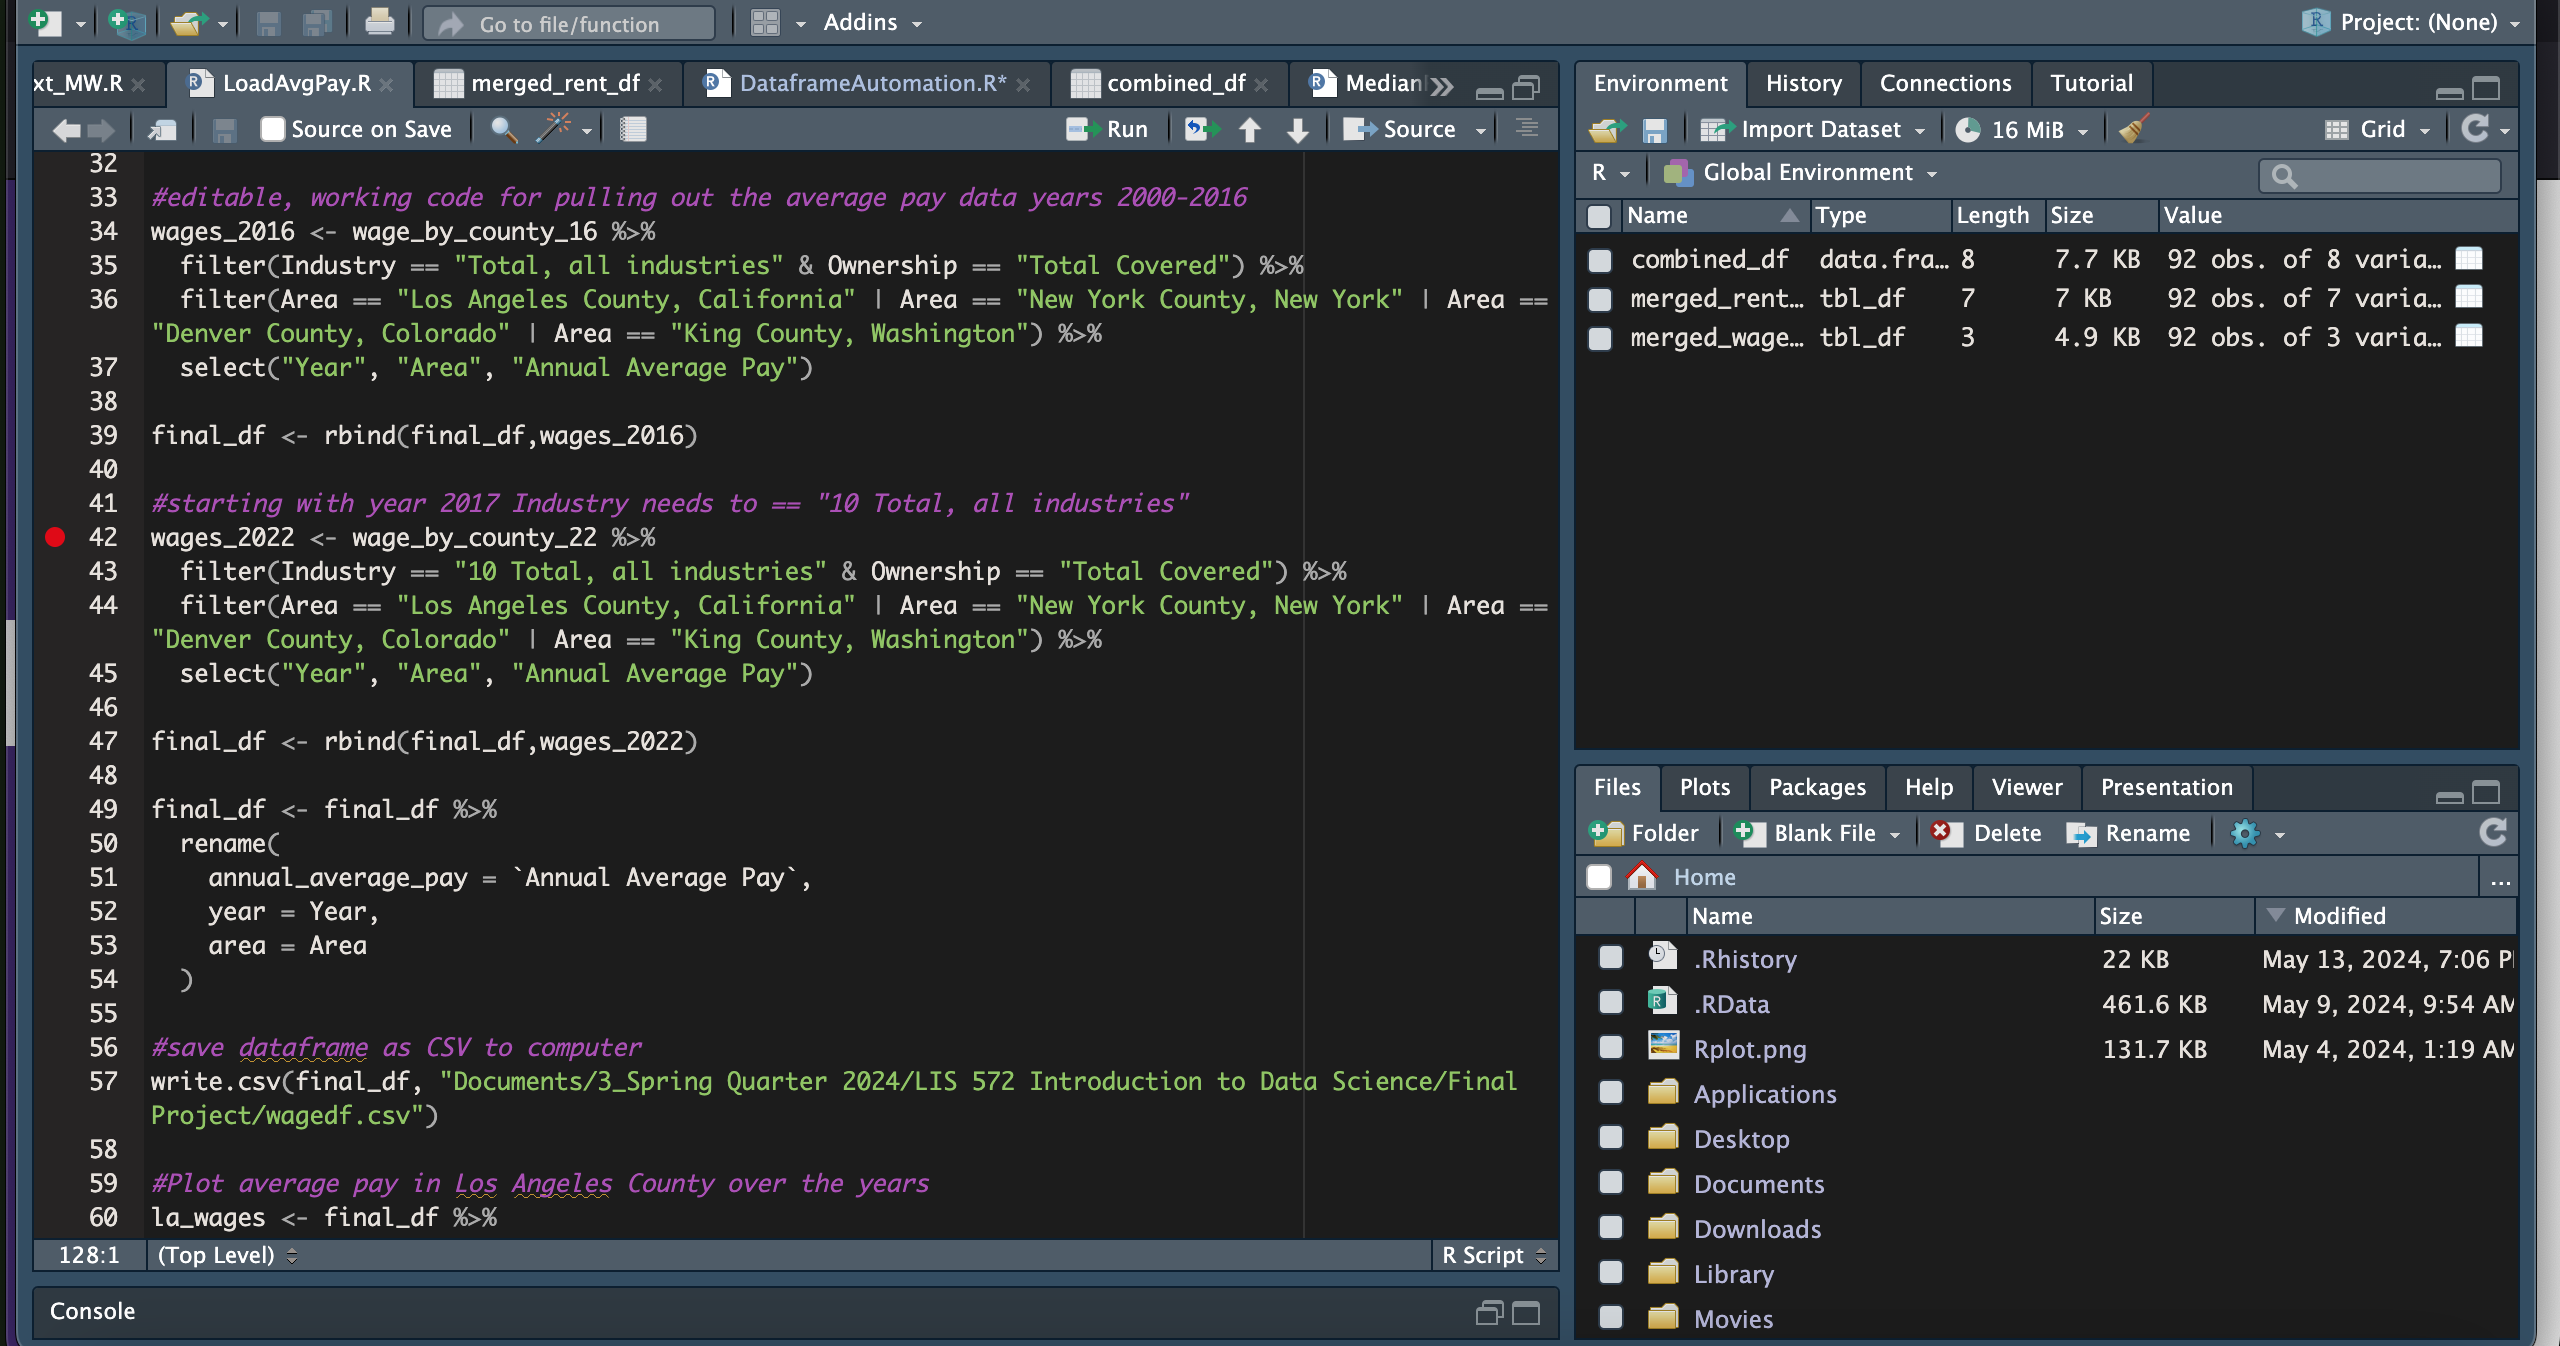 Go to file/function
Addins
Project: (None)
xt_MW.R
LoadAvgPay.R
merged_rent_df
DataframeAutomation.R*
combined_df
Median
Source on Save
Run
Source
32
33 #editable, working code for pulling out the average pay data years 2000-2016
34 wages_2016 <- wage_by_county_16 %>%
35   filter(Industry == "Total, all industries" & Ownership == "Total Covered") %>%
36   filter(Area == "Los Angeles County, California" | Area == "New York County, New York" | Area ==
"Denver County, Colorado" | Area == "King County, Washington") %>%
37   select("Year", "Area", "Annual Average Pay")
38
39 final_df <- rbind(final_df,wages_2016)
40
41 #starting with year 2017 Industry needs to == "10 Total, all industries"
42 wages_2022 <- wage_by_county_22 %>%
43   filter(Industry == "10 Total, all industries" & Ownership == "Total Covered") %>%
44   filter(Area == "Los Angeles County, California" | Area == "New York County, New York" | Area ==
"Denver County, Colorado" | Area == "King County, Washington") %>%
45   select("Year", "Area", "Annual Average Pay")
46
47 final_df <- rbind(final_df,wages_2022)
48
49 final_df <- final_df %>%
50   rename(
51     annual_average_pay = `Annual Average Pay`,
52     year = Year,
53     area = Area
54   )
55
56 #save dataframe as CSV to computer
57 write.csv(final_df, "Documents/3_Spring Quarter 2024/LIS 572 Introduction to Data Science/Final
Project/wagedf.csv")
58
59 #Plot average pay in Los Angeles County over the years
60 la_wages <- final_df %>%
128:1 (Top Level) R Script
Console
Environment History Connections Tutorial
Import Dataset 16 MiB Grid
R Global Environment
Name Type Length Size Value
combined_df data.fra… 8 7.7 KB 92 obs. of 8 varia…
merged_rent… tbl_df 7 7 KB 92 obs. of 7 varia…
merged_wage… tbl_df 3 4.9 KB 92 obs. of 3 varia…
Files Plots Packages Help Viewer Presentation
Folder Blank File Delete Rename
Home ...
Name Size Modified
.Rhistory 22 KB May 13, 2024, 7:06 P
.RData 461.6 KB May 9, 2024, 9:54 AM
Rplot.png 131.7 KB May 4, 2024, 1:19 AM
Applications
Desktop
Documents
Downloads
Library
Movies